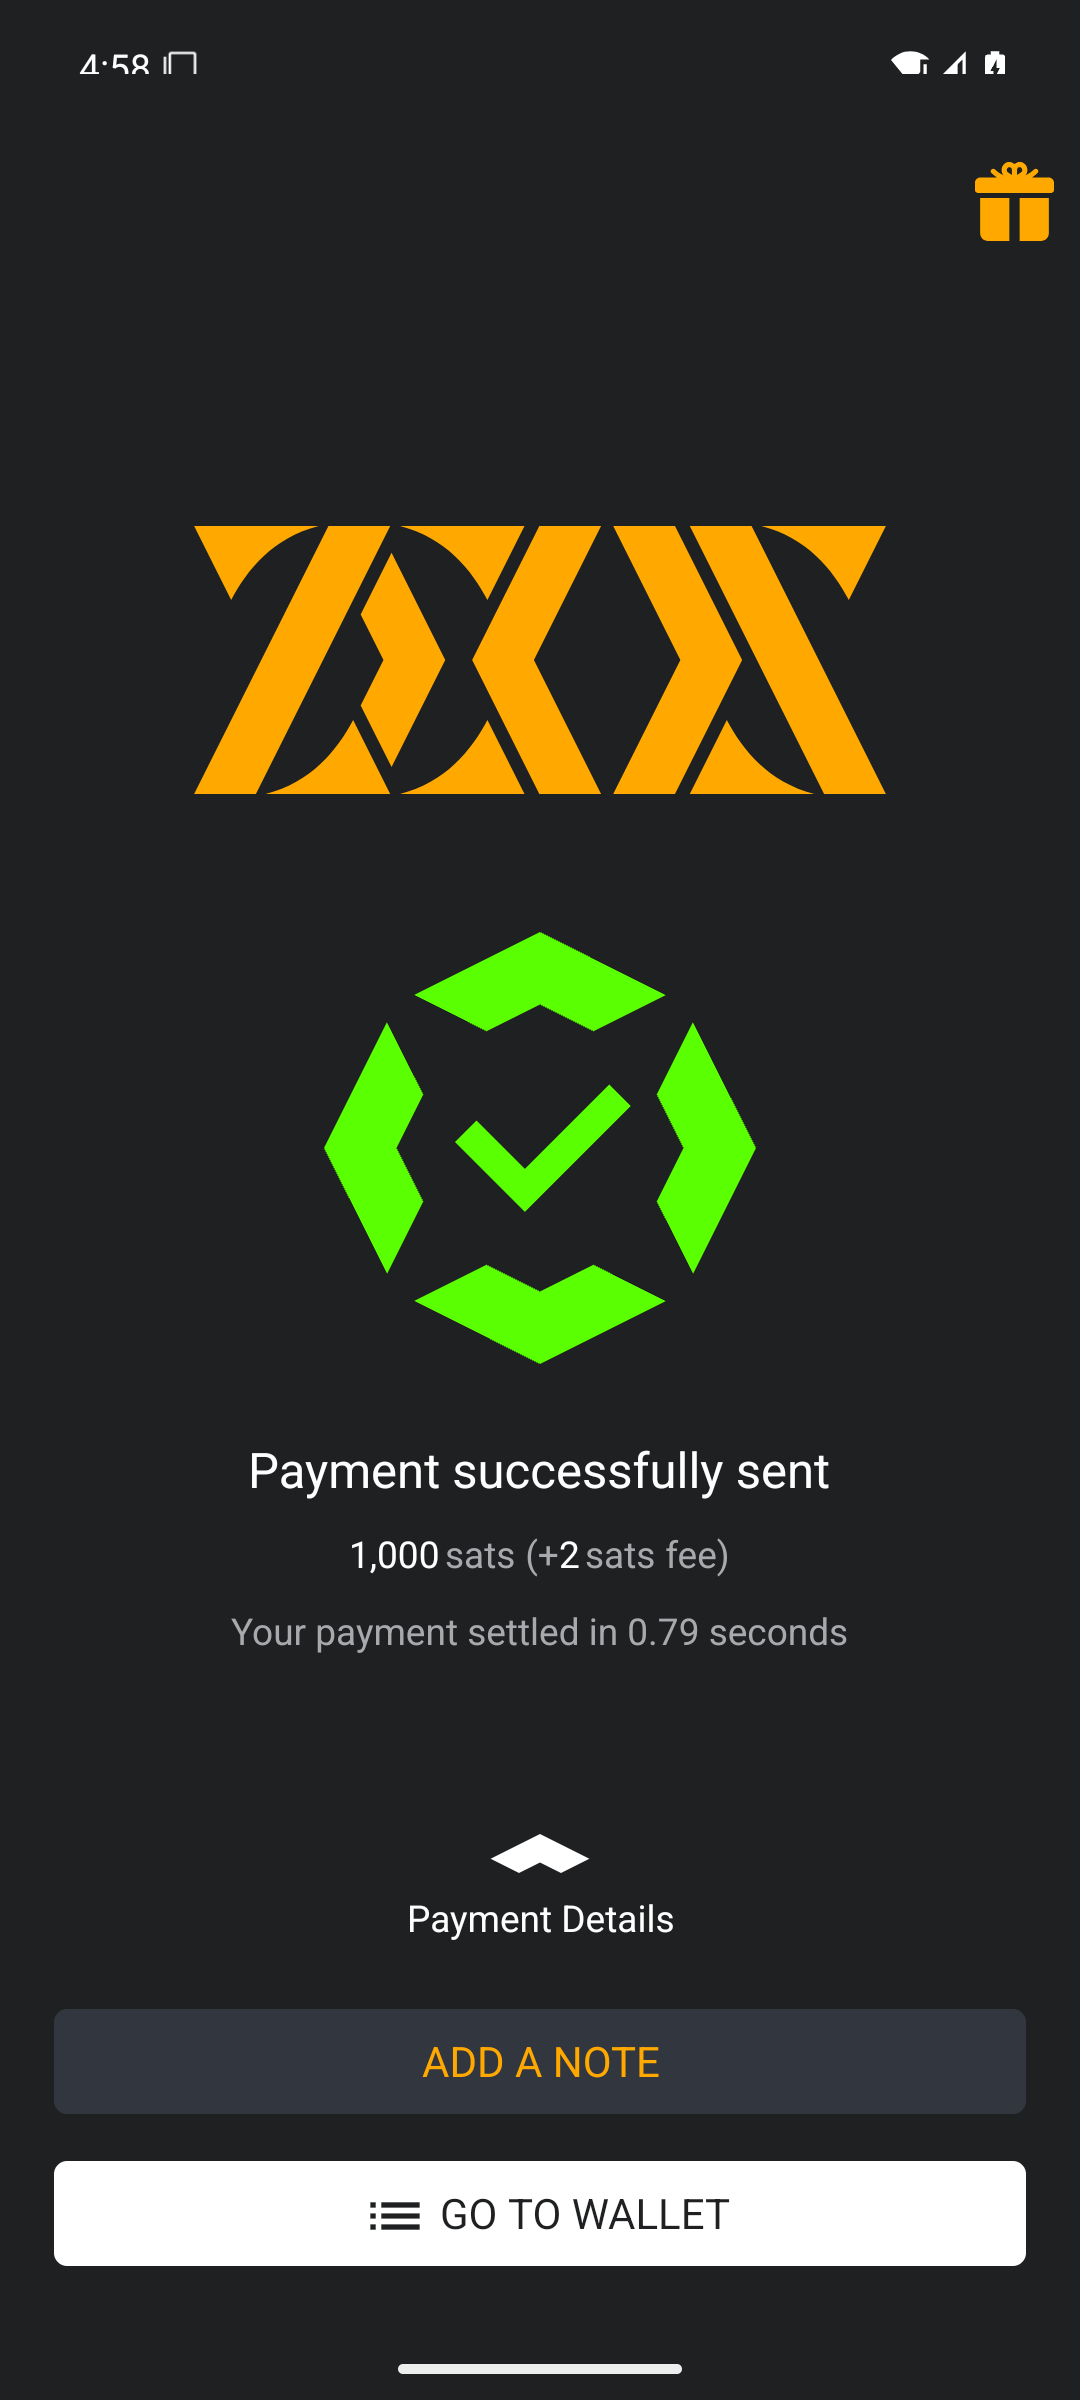 4:58
ZEUS
Payment successfully sent
1,000 sats (+2 sats fee)
Your payment settled in 0.79 seconds
Payment Details
ADD A NOTE
GO TO WALLET